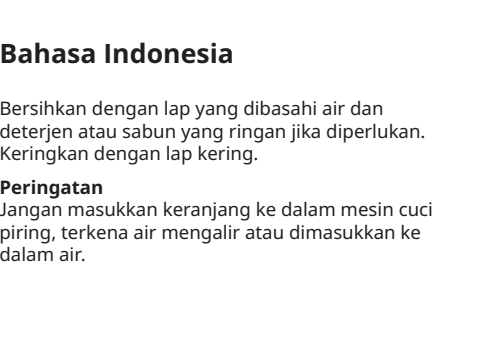 Bahasa Indonesia
Bersihkan dengan lap yang dibasahi air dan
deterjen atau sabun yang ringan jika diperlukan.
Keringkan dengan lap kering.
Peringatan
Jangan masukkan keranjang ke dalam mesin cuci
piring, terkena air mengalir atau dimasukkan ke
dalam air.